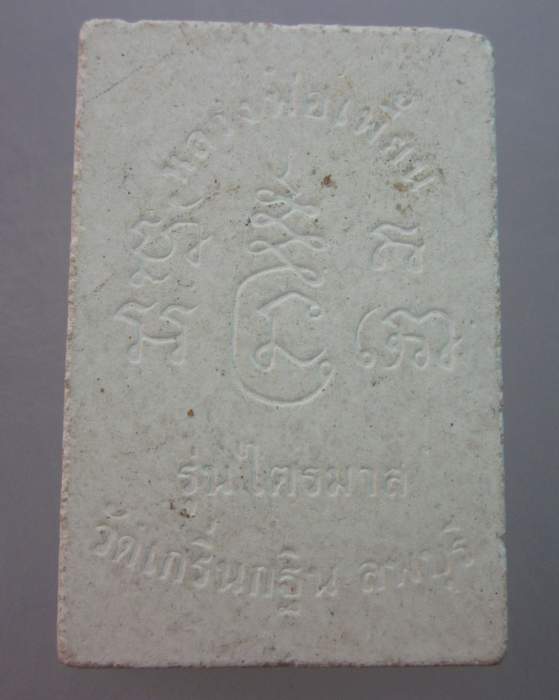 หลวงพ่อเพี้ยน
รุ่นไตรมาส
วัดเกริ่นกฐิน ลพบุรี